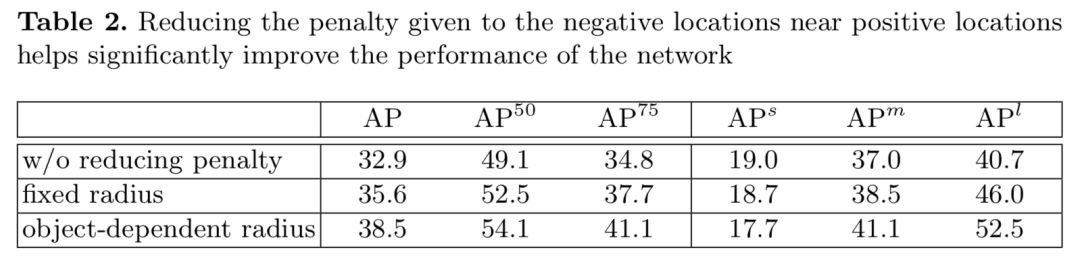 Table 2. Reducing the penalty given to the negative locations near positive locations
helps significantly improve the performance of the network
AP AP^50 AP^75 AP^s AP^m AP^l
w/o reducing penalty 32.9 49.1 34.8 19.0 37.0 40.7
fixed radius 35.6 52.5 37.7 18.7 38.5 46.0
object-dependent radius 38.5 54.1 41.1 17.7 41.1 52.5